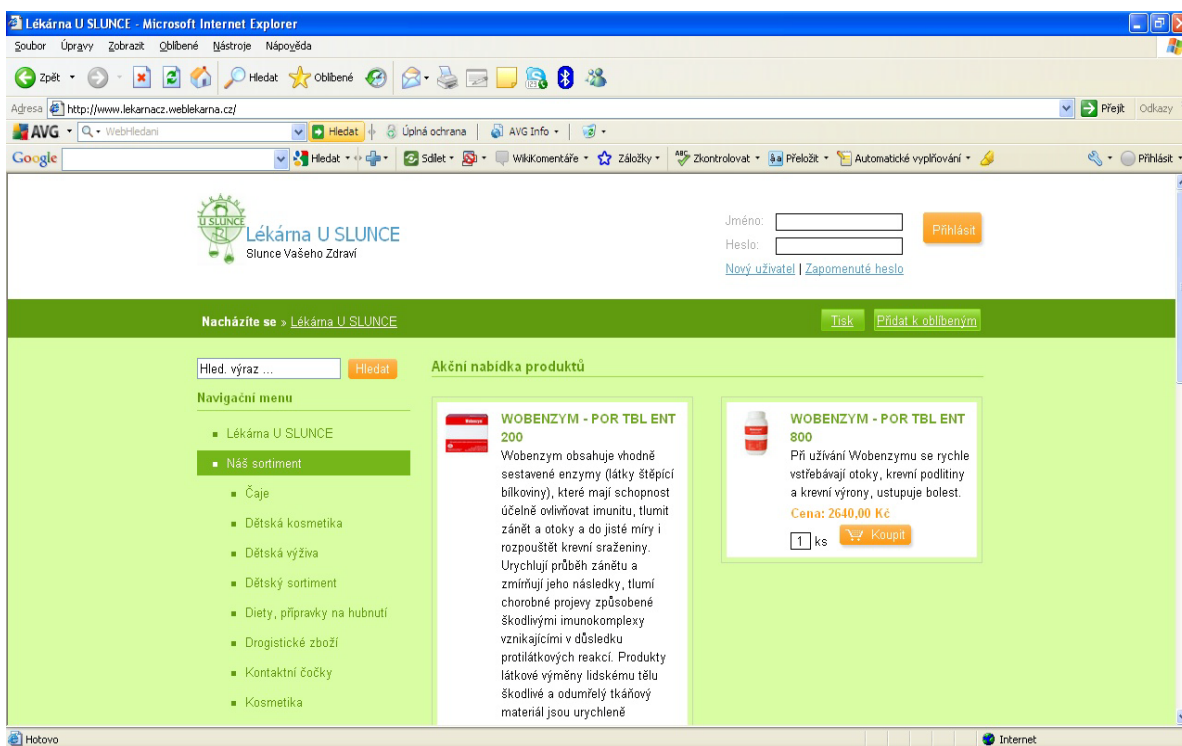 Lékárna U SLUNCE - Microsoft Internet Explorer
Soubor Úpravy Zobrazit Oblíbené Nástroje Nápověda
Zpět Hledat Oblíbené
Adresa http://www.lekarnacz.weblekarna.cz/ Přejít Odkazy
AVG WebHledani Hledat Úplná ochrana AVG Info
Google Hledat Sdílet WikiKomentáře Záložky Zkontrolovat Přeložit Automatické vyplňování Přihlásit
U SLUNCE
Lékárna U SLUNCE
Slunce Vašeho Zdraví
Jméno:
Heslo:
Přihlásit
Nový uživatel | Zapomenuté heslo
Nacházíte se » Lékárna U SLUNCE
Tisk Přidat k oblíbeným
Hled. výraz ... Hledat
Navigační menu
Lékárna U SLUNCE
Náš sortiment
Čaje
Dětská kosmetika
Dětská výživa
Dětský sortiment
Diety, přípravky na hubnutí
Drogistické zboží
Kontaktní čočky
Kosmetika
Akční nabídka produktů
WOBENZYM - POR TBL ENT
200
Wobenzym obsahuje vhodně
sestavené enzymy (látky štěpící
bílkoviny), které mají schopnost
účelně ovlivňovat imunitu, tlumit
zánět a otoky a do jisté míry i
rozpouštět krevní sraženiny.
Urychlují průběh zánětu a
zmírňují jeho následky, tlumí
chorobné projevy způsobené
škodlivými imunokomplexy
vznikajícími v důsledku
protilátkových reakcí. Produkty
látkové výměny lidskému tělu
škodlivé a odumřelý tkáňový
materiál jsou urychleně
WOBENZYM - POR TBL ENT
800
Při užívání Wobenzymu se rychle
vstřebávají otoky, krevní podlitiny
a krevní výrony, ustupuje bolest.
Cena: 2640,00 Kč
1 ks Koupit
Hotovo Internet